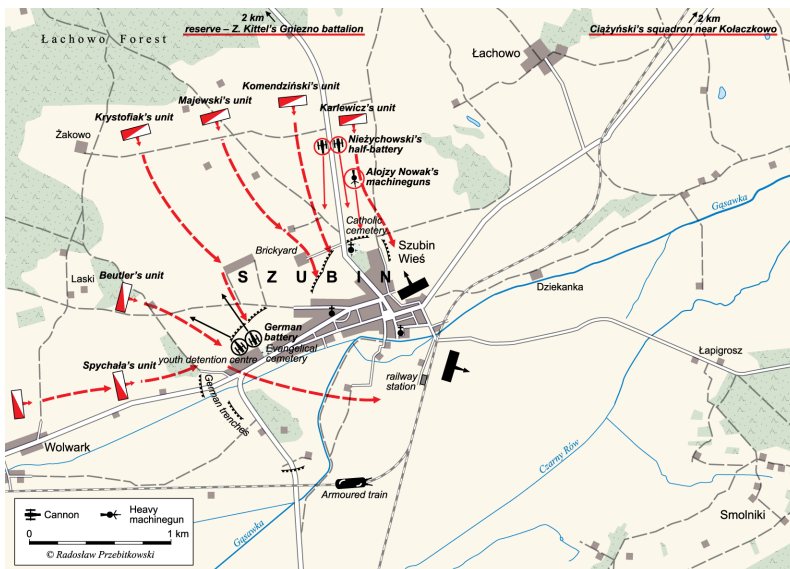 2 km
reserve – Z. Kittel's Gniezno battalion
2 km
Ciążyński's squadron near Kołaczkowo
Łachowo Forest
Łachowo
Komendziński's unit
Majewski's unit
Krystofiak's unit
Karlewicz's unit
Żakowo
Nieżychowski's
half-battery
Alojzy Nowak's
machineguns
Gąsawka
Catholic
cemetery
Brickyard
Szubin
Wieś
SZUBIN
Laski
Beutler's unit
Dziekanka
German
battery
Evangelical
cemetery
youth detention centre
Łapigrosz
Spychała's unit
railway
station
German trenches
Wolwark
Czarny Rów
Armoured train
Smolniki
Gąsawka
Cannon
Heavy
machinegun
0
1 km
© Radosław Przebitkowski